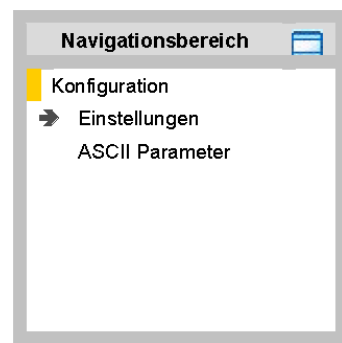 Navigationsbereich
Konfiguration
Einstellungen
ASCII Parameter